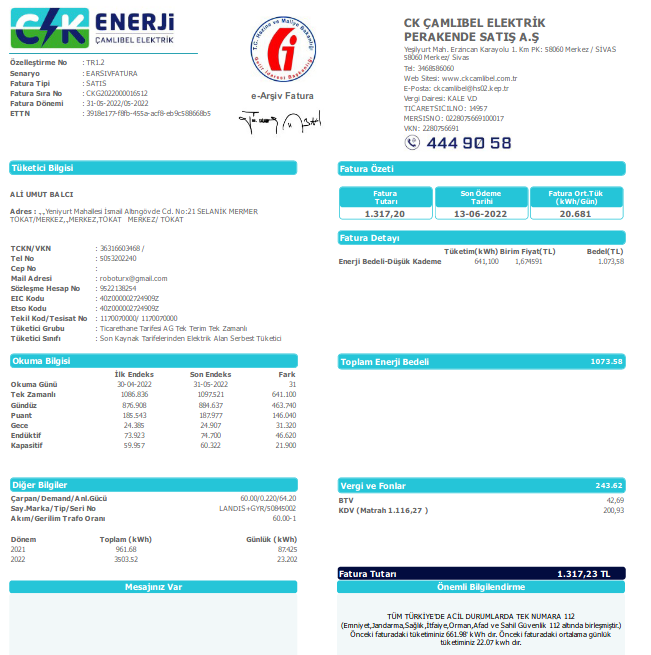 CK ENERJİ
ÇAMLIBEL ELEKTRİK
Özelleştirme No : TR1.2
Senaryo : EARSIVFATURA
Fatura Tipi : SATIS
Fatura Sıra No : CKG2022000016512
Fatura Dönemi : 31-05-2022/05-2022
ETTN : 3918e177-f8fb-455a-acf8-eb9c588668b5
T.C. Hazine ve Maliye Bakanlığı
Gelir İdaresi Başkanlığı
e-Arşiv Fatura
CK ÇAMLIBEL ELEKTRİK
PERAKENDE SATIŞ A.Ş
Yeşilyurt Mah. Erzincan Karayolu 1. Km PK: 58060 Merkez / SİVAS
58060 Merkez/ Sivas
Tel: 3468586060
Web Sitesi: www.ckcamlibel.com.tr
E-Posta: ckcamlibel@hs02.kep.tr
Vergi Dairesi: KALE V.D
TICARETSICILNO: 14957
MERSISNO: 0228075669100017
VKN: 2280756691
444 90 58
Tüketici Bilgisi
ALİ UMUT BALCI
Adres : ,,,Yeniyurt Mahallesi İsmail Altıngövde Cd. No:21 SELANİK MERMER
TOKAT/MERKEZ,,MERKEZ,TOKAT MERKEZ/ TOKAT
TCKN/VKN : 36316603468 /
Tel No : 5053202240
Cep No :
Mail Adresi : roboturx@gmail.com
Sözleşme Hesap No : 9522138254
EIC Kodu : 40Z000002724909Z
Etso Kodu : 40Z000002724909Z
Tekil Kod/Tesisat No : 1170070000/ 1170070000
Tüketici Grubu : Ticarethane Tarifesi AG Tek Terim Tek Zamanlı
Tüketici Sınıfı : Son Kaynak Tarifelerinden Elektrik Alan Serbest Tüketici
Fatura Özeti
Fatura Tutarı Son Ödeme Tarihi Fatura Ort.Tük (kWh/Gün)
1.317,20 13-06-2022 20.681
Fatura Detayı
Tüketim(kWh) Birim Fiyat(TL) Bedel(TL)
Enerji Bedeli-Düşük Kademe 641,100 1,674591 1.073,58
Okuma Bilgisi
İlk Endeks Son Endeks Fark
Okuma Günü 30-04-2022 31-05-2022 31
Tek Zamanlı 1086.836 1097.521 641.100
Gündüz 876.908 884.637 463.740
Puant 185.543 187.977 146.040
Gece 24.385 24.907 31.320
Endüktif 73.923 74.700 46.620
Kapasitif 59.957 60.322 21.900
Toplam Enerji Bedeli 1073.58
Diğer Bilgiler
Çarpan/Demand/Anl.Gücü 60.00/0.220/64.20
Say.Marka/Tip/Seri No LANDIS+GYR/50845002
Akım/Gerilim Trafo Oranı 60.00-1
Dönem Toplam (kWh) Günlük (kWh)
2021 961.68 87.425
2022 3503.52 23.202
Vergi ve Fonlar 243.62
BTV 42,69
KDV (Matrah 1.116,27 ) 200,93
Fatura Tutarı 1.317,23 TL
Mesajınız Var
Önemli Bilgilendirme
TÜM TÜRKİYE'DE ACİL DURUMLARDA TEK NUMARA 112
(Emniyet,Jandarma,Sağlık,İtfaiye,Orman,Afad ve Sahil Güvenlik 112 altında birleşmiştir.)
Önceki faturadaki tüketiminiz 661.98' kWh dir. Önceki faturadaki ortalama günlük
tüketiminiz 22.07 kwh dir.